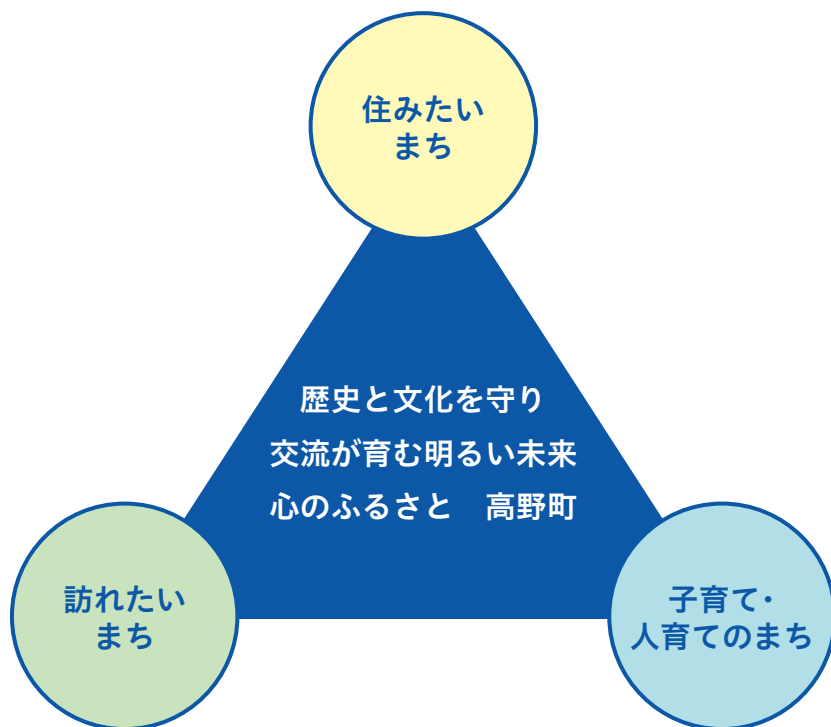 住みたい
まち
歴史と文化を守り
交流が育む明るい未来
心のふるさと　高野町
訪れたい
まち
子育て・
人育てのまち